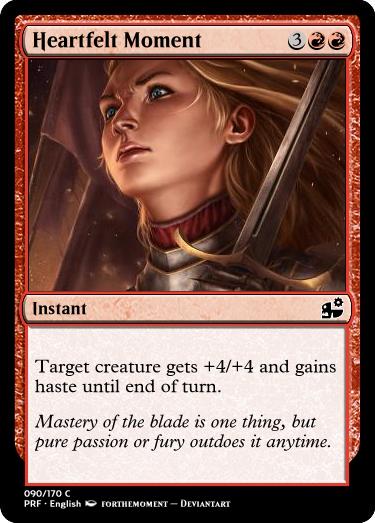 Heartfelt Moment 3
Instant
Target creature gets +4/+4 and gains
haste until end of turn.
Mastery of the blade is one thing, but
pure passion or fury outdoes it anytime.
090/170 C
PRF • English FORTHEMOMENT — DEVIANTART